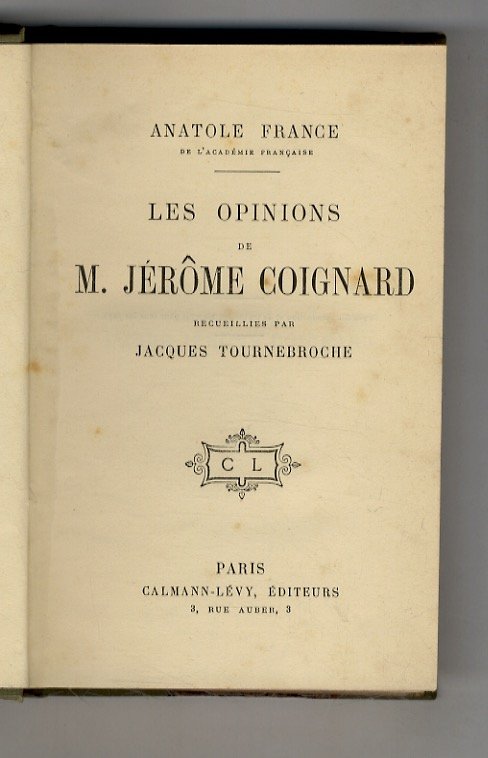 ANATOLE FRANCE
DE L'ACADÉMIE FRANÇAISE
LES OPINIONS
DE
M. JÉRÔME COIGNARD
RECUEILLIES PAR
JACQUES TOURNEBROCHE
C L
PARIS
CALMANN-LÉVY, ÉDITEURS
3, RUE AUBER, 3